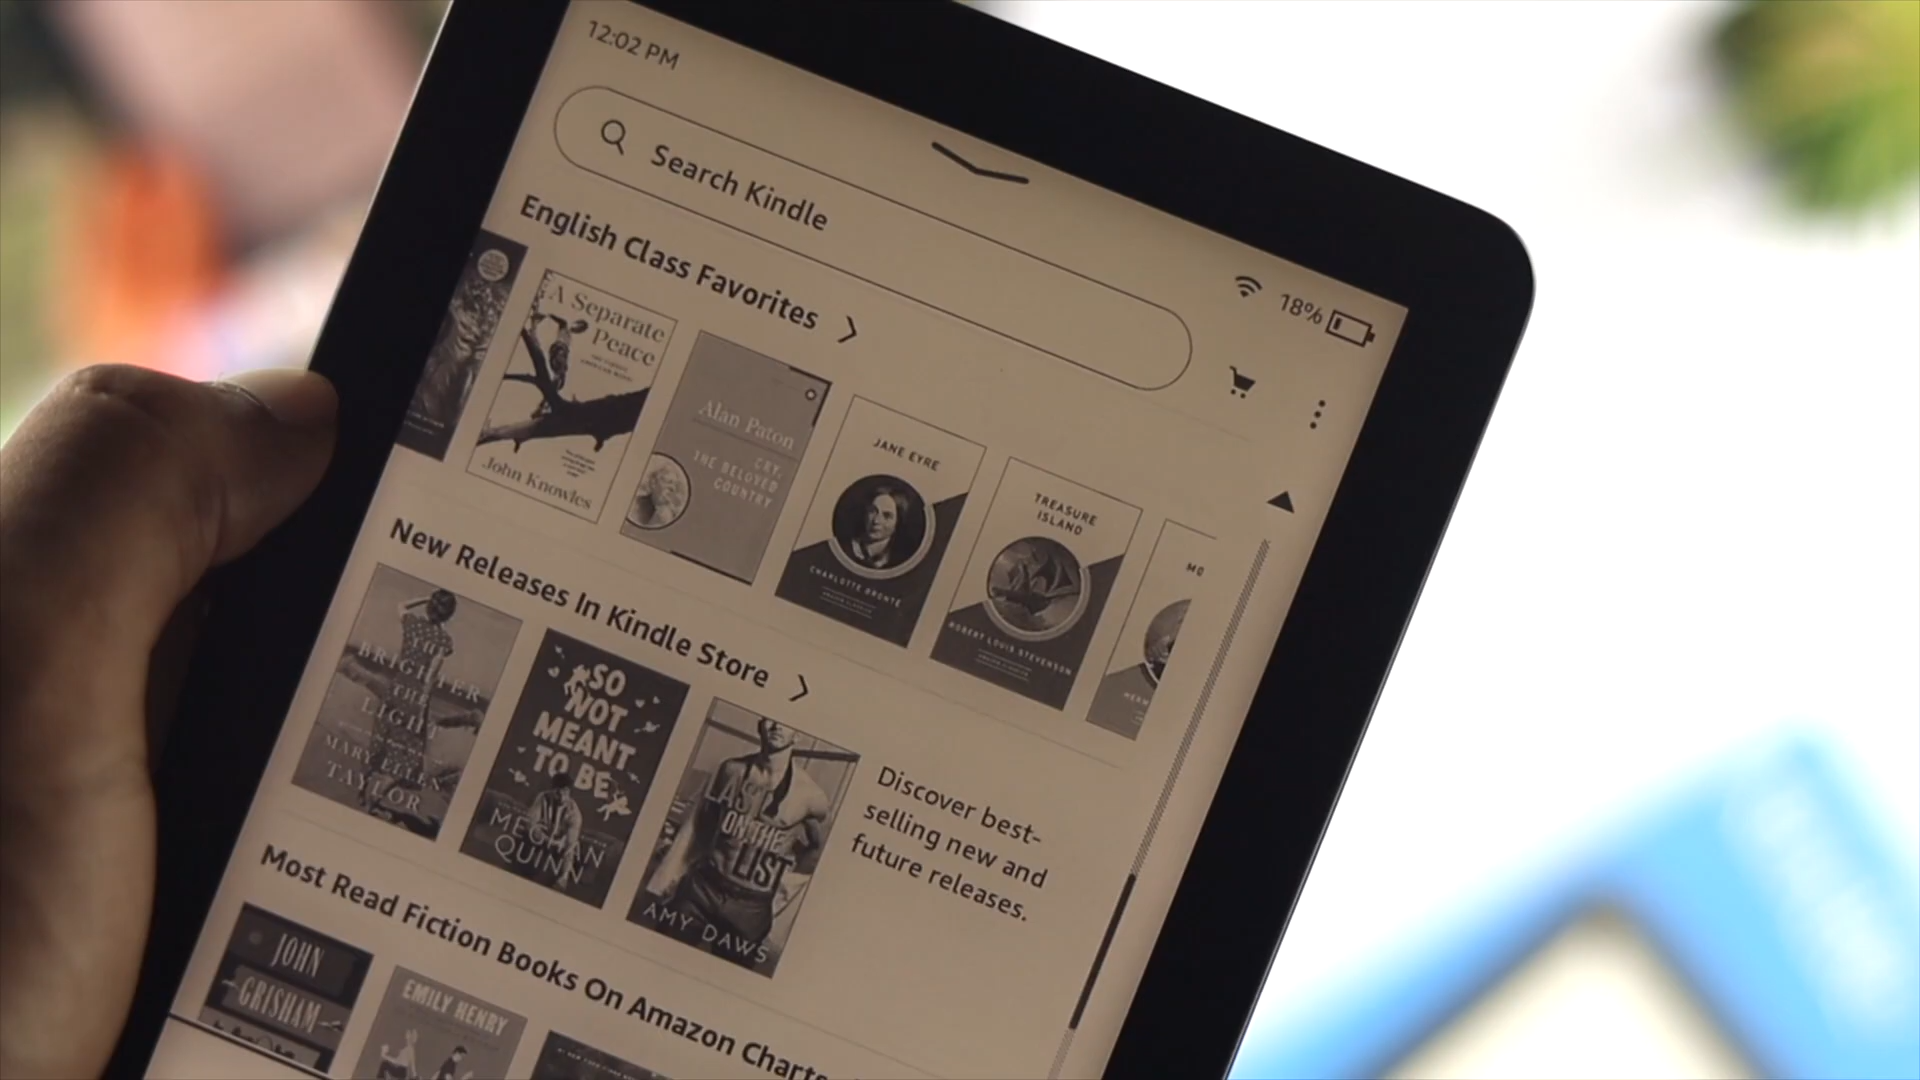 12:02 PM
18%
Search Kindle
English Class Favorites
A Separate
Peace
John Knowles
Alan Paton
CRY,
THE BELOVED
COUNTRY
JANE EYRE
CHARLOTTE BRONTË
TREASURE
ISLAND
ROBERT LOUIS STEVENSON
MO
HERM
New Releases In Kindle Store
THE
BRIGHTER
THE
LIGHT
MARY ELLEN
TAYLOR
SO
NOT
MEANT
TO BE
MEGHAN
QUINN
LAST
ON THE
LIST
AMY DAWS
Discover best-
selling new and
future releases.
Most Read Fiction Books On Amazon Charts
JOHN
GRISHAM
EMILY HENRY